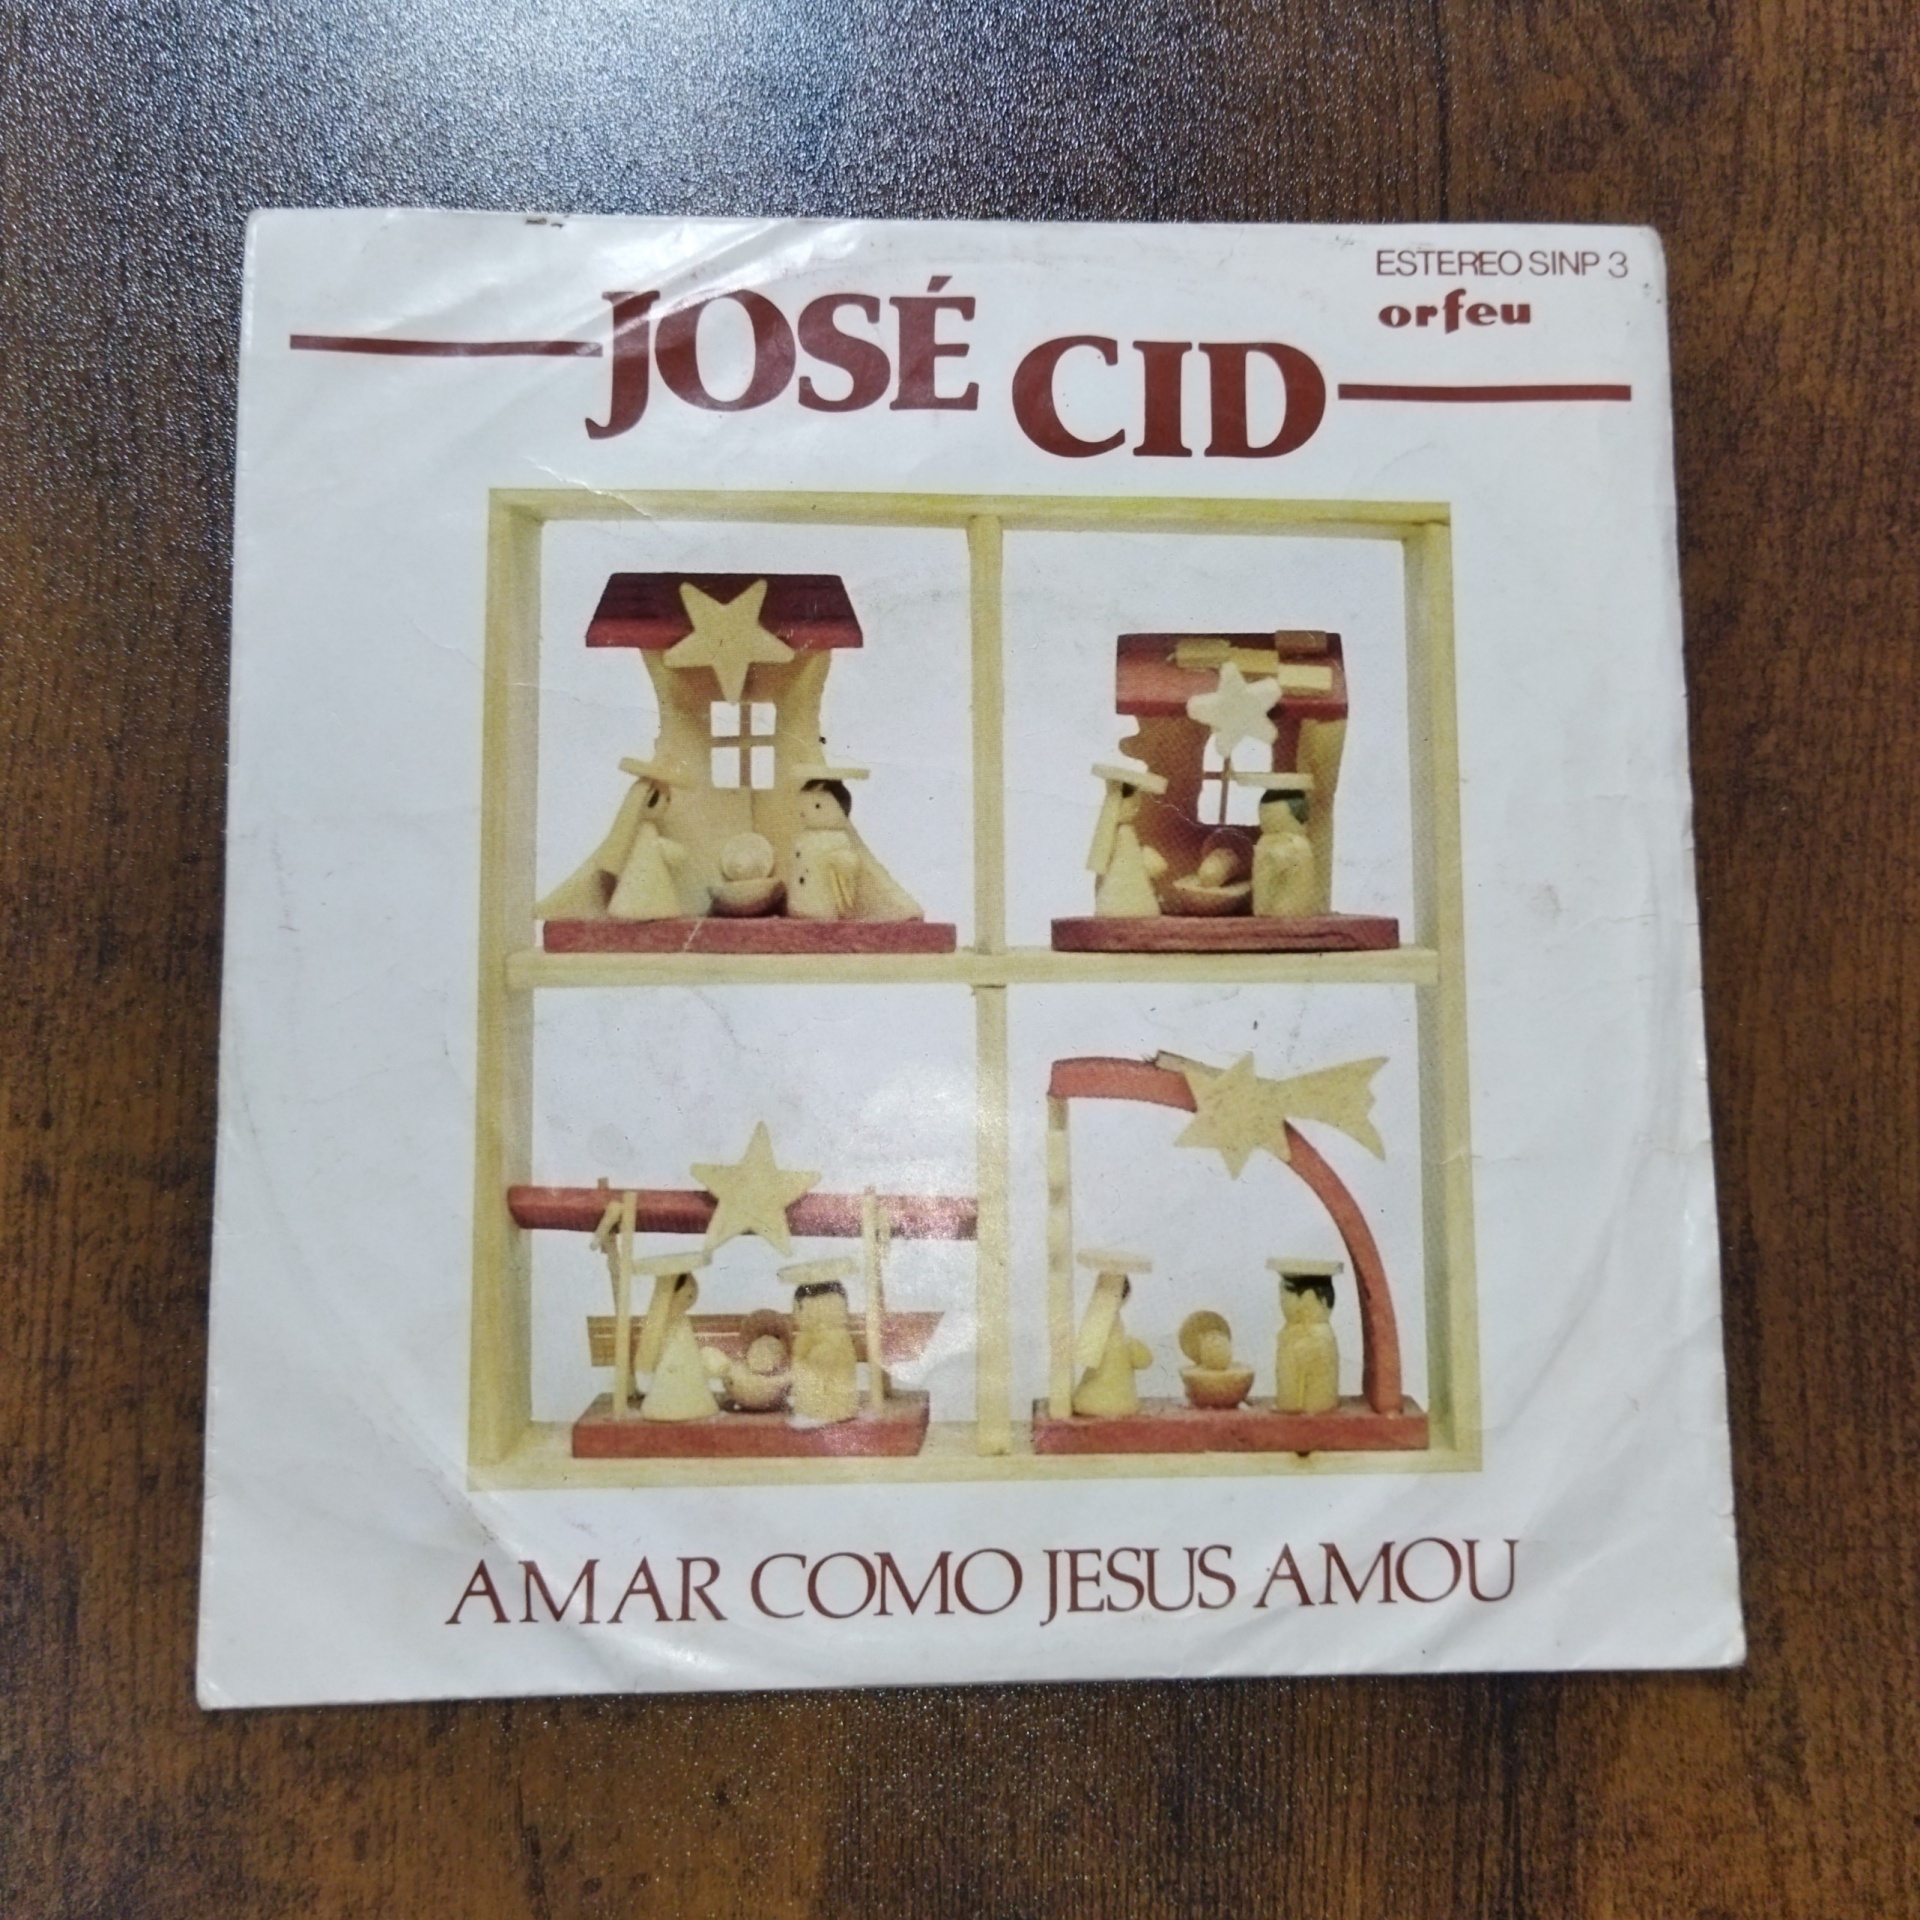 ESTEREO SINP 3
orfeu
JOSÉ CID
AMAR COMO JESUS AMOU